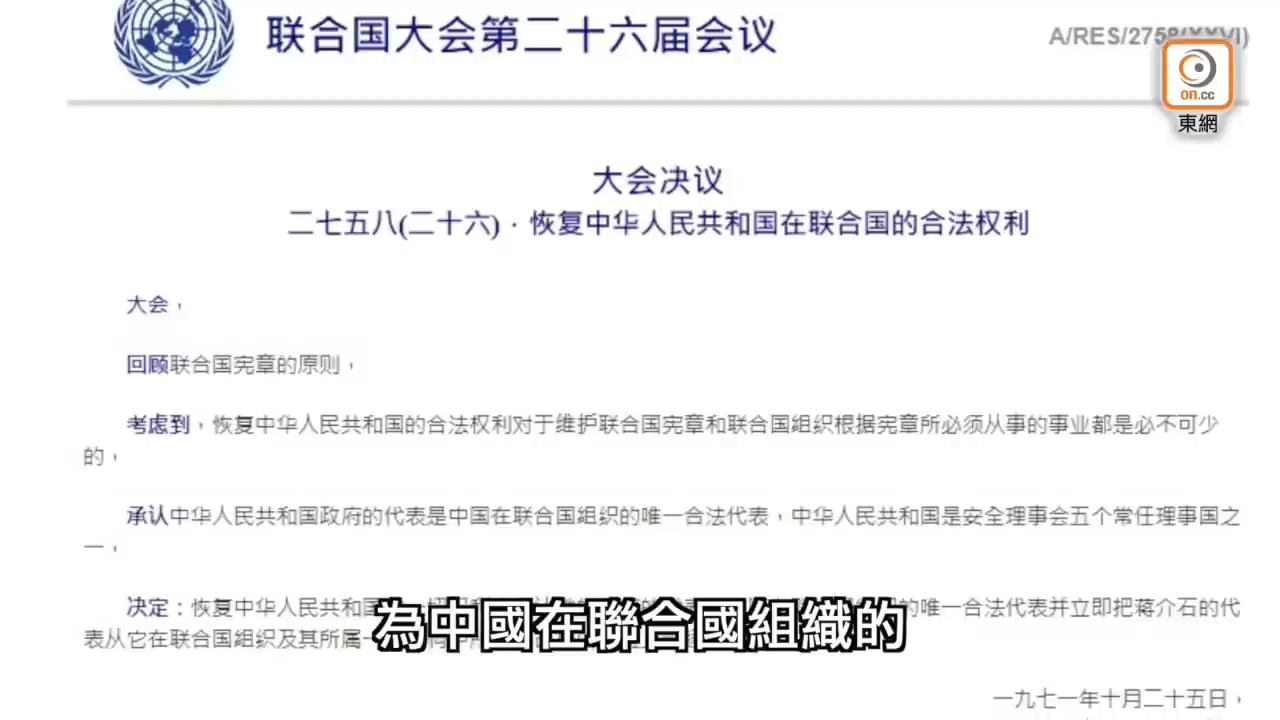 联合国大会第二十六届会议
A/RES/2758(XXVI)
on.cc
東網
大会决议
二七五八(二十六)．恢复中华人民共和国在联合国的合法权利
大会，
回顾联合国宪章的原则，
考虑到，恢复中华人民共和国的合法权利对于维护联合国宪章和联合国組织根据宪章所必须从事的事业都是必不可少
的，
承认中华人民共和国政府的代表是中国在联合国組织的唯一合法代表，中华人民共和国是安全理事会五个常任理事国之
一，
决定：恢复中华人民共和国 的唯一合法代表并立即把蒋介石的代
表从它在联合国組织及其所属一
為中國在聯合國組織的
一九七一年十月二十五日，